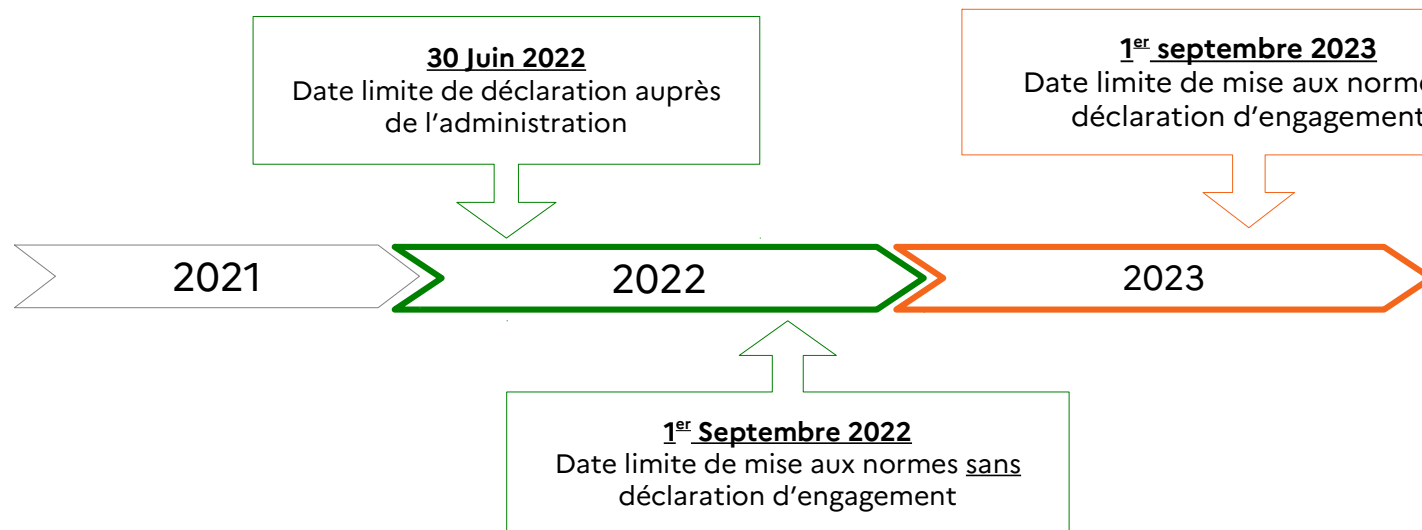 30 Juin 2022
Date limite de déclaration auprès
de l'administration
1er septembre 2023
Date limite de mise aux norme
déclaration d'engagement
2021
2022
2023
1er Septembre 2022
Date limite de mise aux normes sans
déclaration d'engagement